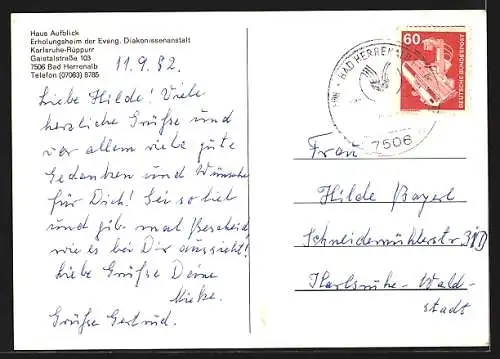 Haus Aufblick
Erholungsheim der Evang. Diakonissenanstalt
Karlsruhe-Rüppurr
Gaistalstraße 103
7506 Bad Herrenalb
Telefon (07083) 8785
11.9.82.
Liebe Hilde! Viele
herzliche Grüße und
vor allem viele gute
Gedanken und Wünsche
für Dich! Sei so lieb
und gib mal Bescheid,
wie es bei Dir aussieht!
Liebe Grüße Deine
Mieke.
Grüße Gertrud.
60
DEUTSCHE BUNDESPOST
BAD HERRENALB
7506
Frau
Hilde Bayerl
Schneidemühlerstr.
Karlsruhe-Wald-
stadt